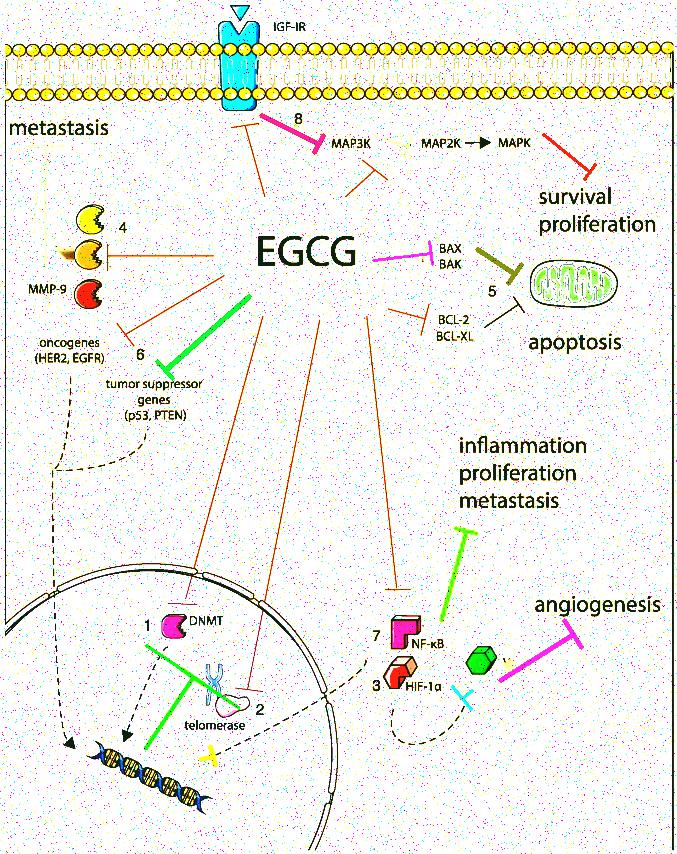 IGF-IR
metastasis
8
MAP3K
MAP2K
MAPK
survival
proliferation
4
EGCG
BAX
BAK
MMP-9
5
BCL-2
BCL-XL
apoptosis
oncogenes
(HER2, EGFR)
6
tumor suppressor
genes
(p53, PTEN)
inflammation
proliferation
metastasis
angiogenesis
1
DNMT
7
NF-κB
3
HIF-1α
2
telomerase